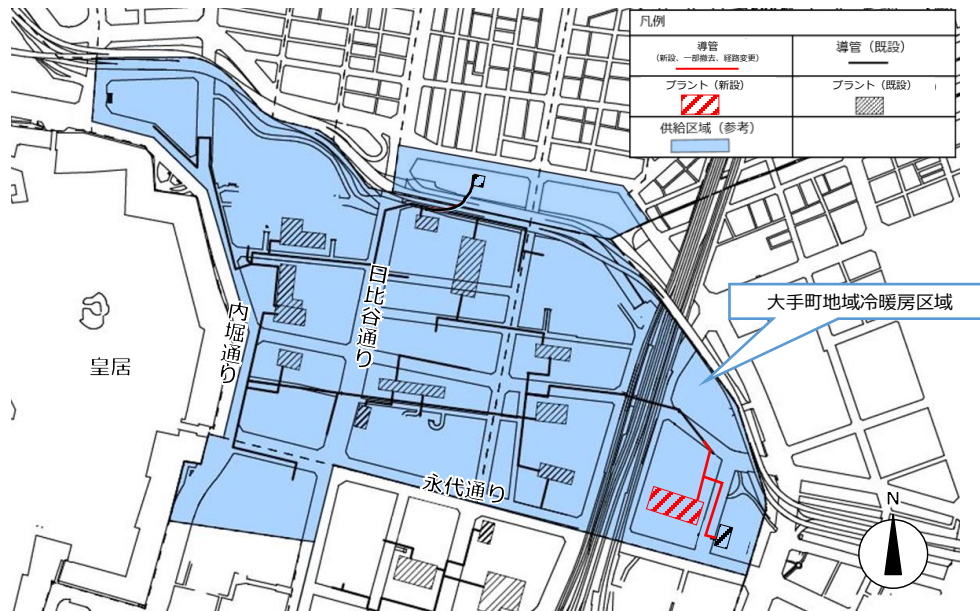 凡例
導管
（新設、一部撤去、経路変更）
導管（既設）
プラント（新設）
プラント（既設）
供給区域（参考）
大手町地域冷暖房区域
日比谷通り
内堀通り
皇居
永代通り
N